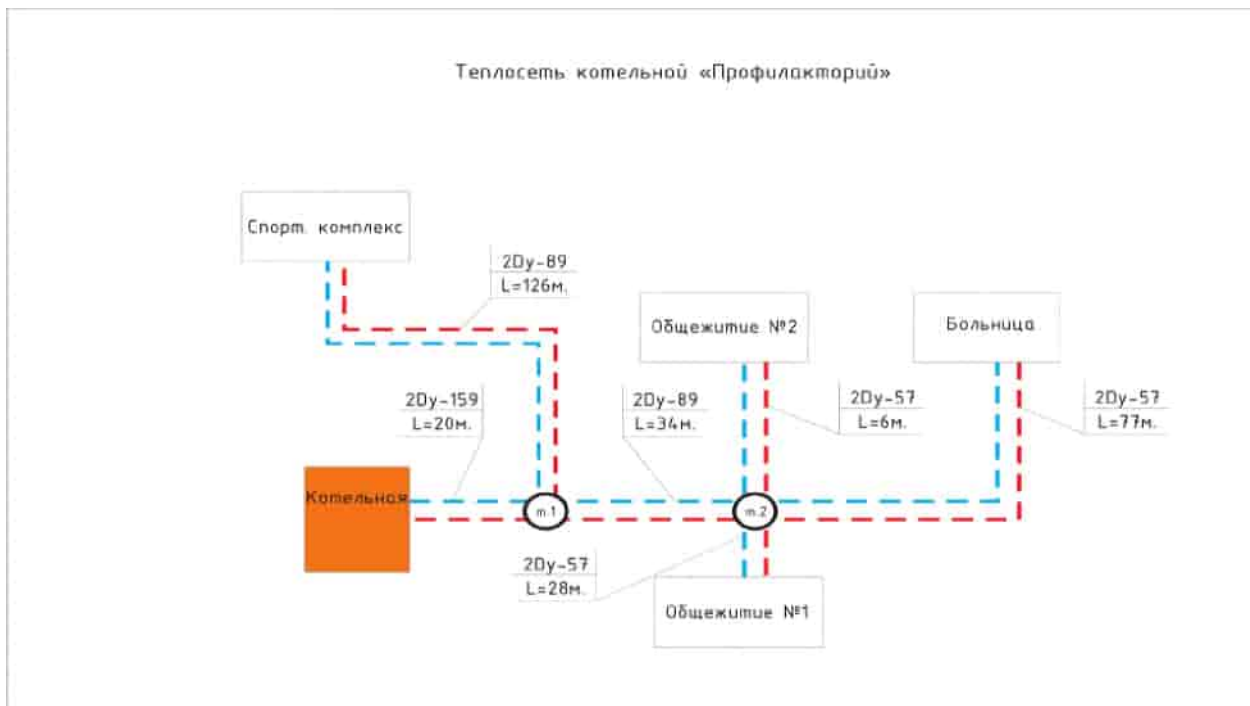 Теплосеть котельной «Профилакторий»
Спорт. комплекс
2Dy-89
L=126м.
Общежитие №2
Больница
2Dy-159
L=20м.
2Dy-89
L=34м.
2Dy-57
L=6м.
2Dy-57
L=77м.
Котельная
т.1
т.2
2Dy-57
L=28м.
Общежитие №1